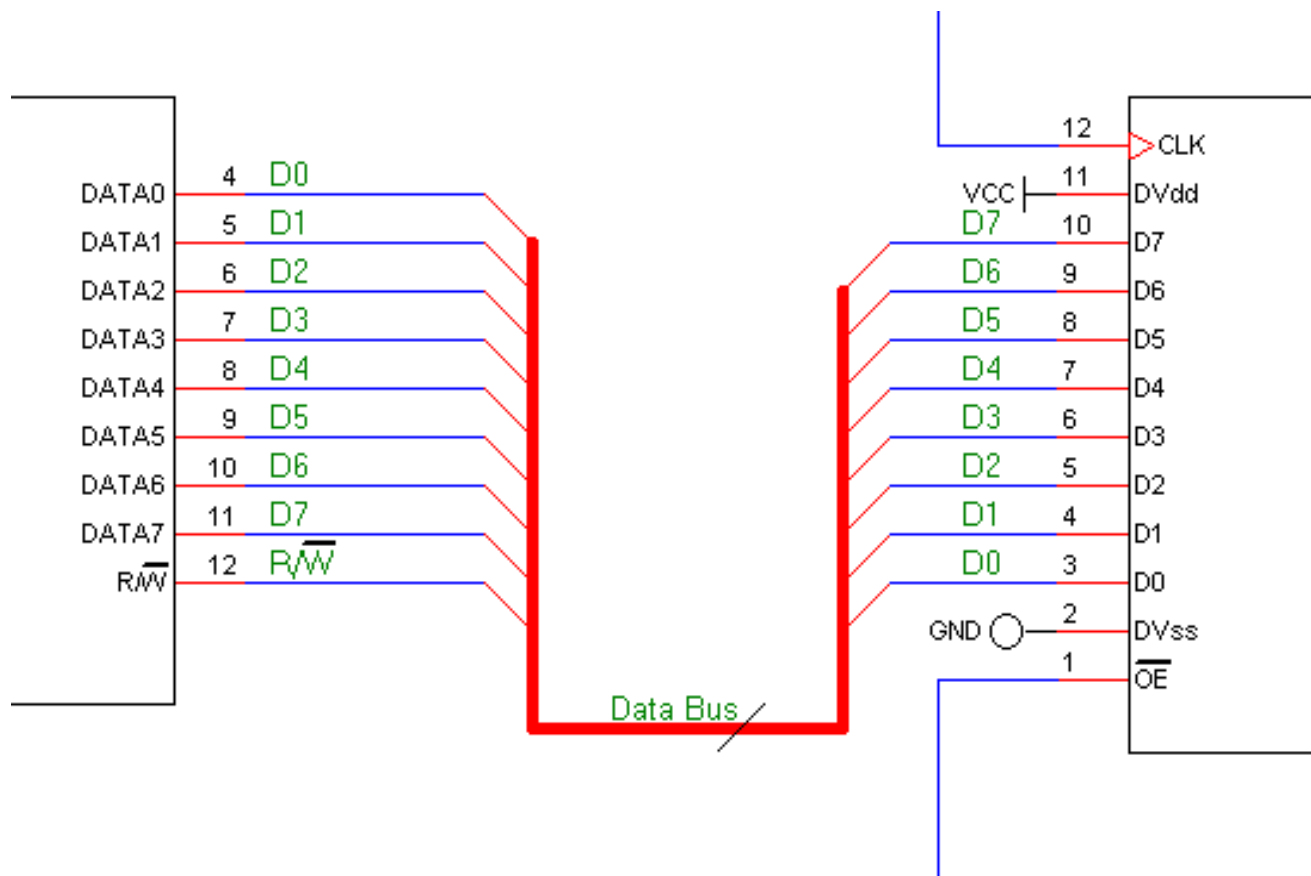 12 CLK
4 D0 VCC 11 DVdd
DATA0
5 D1 D7 10
DATA1 D7
6 D2 D6 9
DATA2 D6
7 D3 D5 8
DATA3 D5
8 D4 D4 7
DATA4 D4
9 D5 D3 6
DATA5 D3
10 D6 D2 5
DATA6 D2
11 D7 D1 4
DATA7 D1
12 R/W̅ D0 3
R/W̅ D0
GND 2 DVss
1 O̅E̅
Data Bus